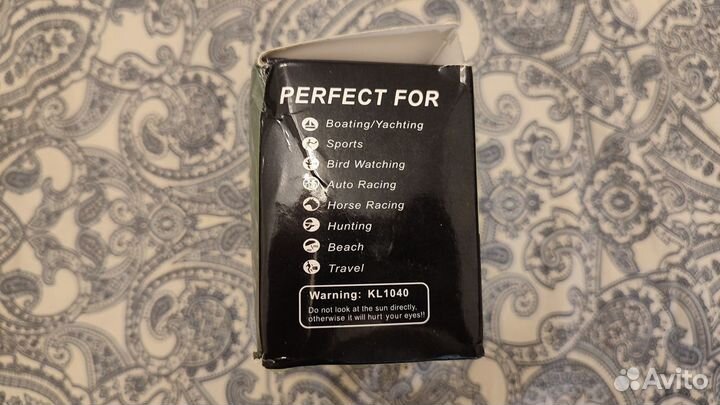 PERFECT FOR
Boating/Yachting
Sports
Bird Watching
Auto Racing
Horse Racing
Hunting
Beach
Travel
Warning: KL1040
Do not look at the sun directly,
otherwise it will hurt your eyes!!
Avito